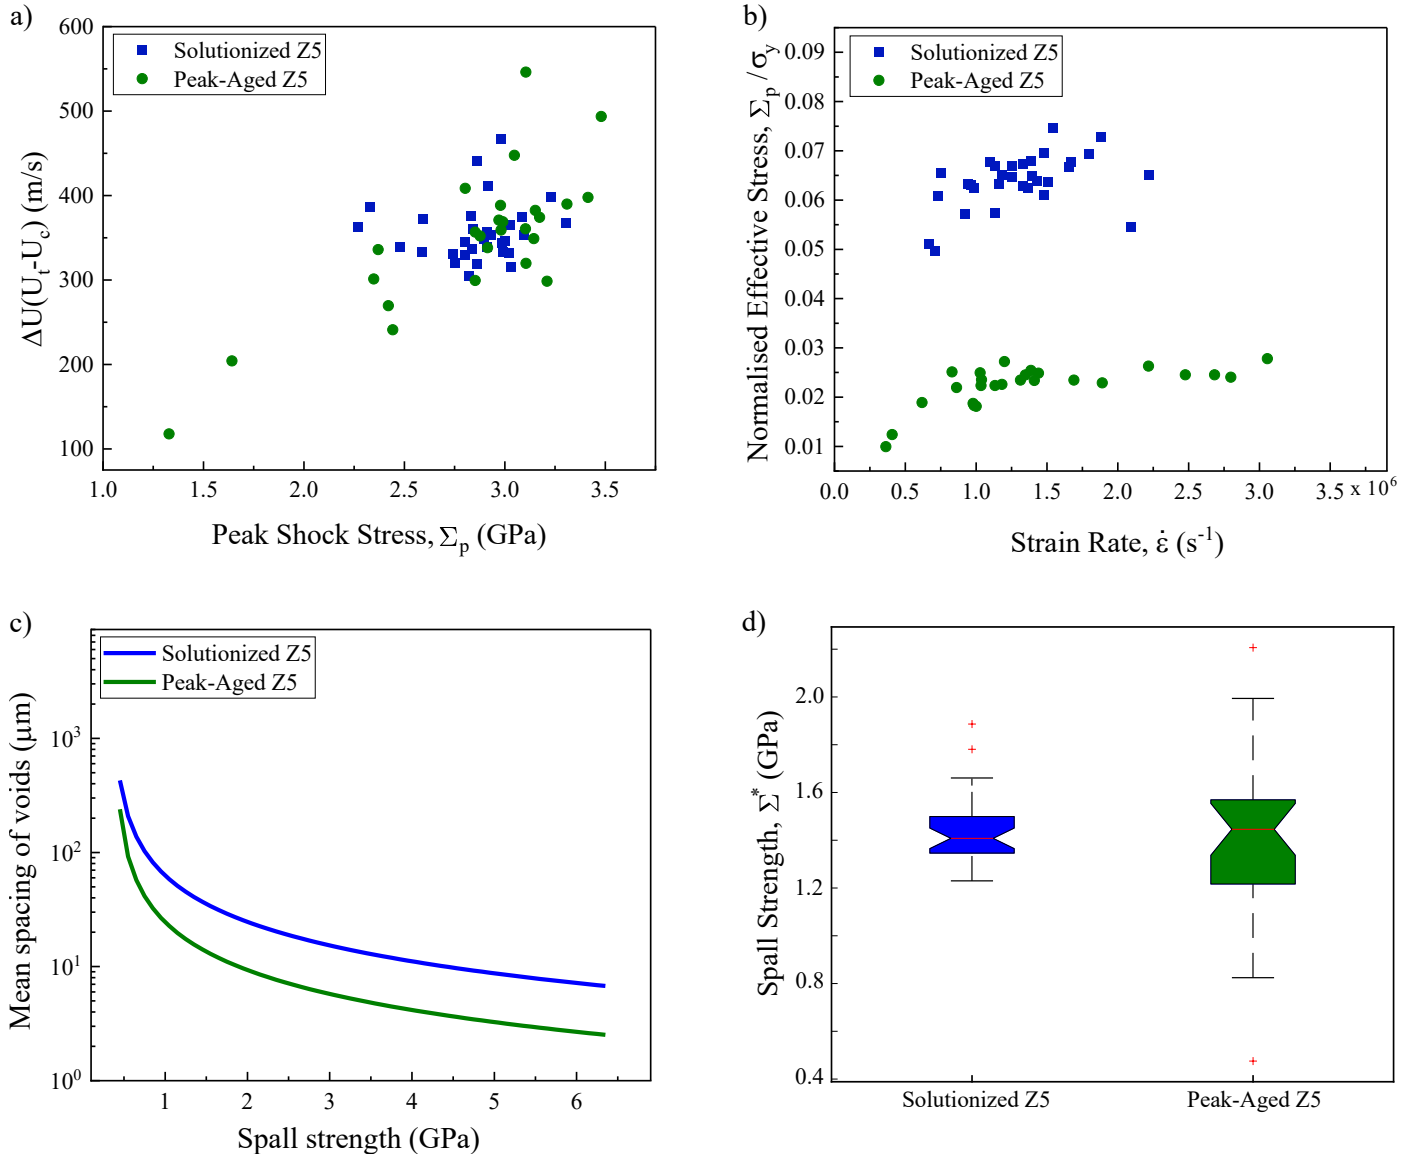 a)
600
500
400
300
200
100
ΔU(U_t-U_c) (m/s)
Solutionized Z5
Peak-Aged Z5
1.0
1.5
2.0
2.5
3.0
3.5
Peak Shock Stress, Σ_p (GPa)
b)
0.09
0.08
0.07
0.06
0.05
0.04
0.03
0.02
0.01
Normalised Effective Stress, Σ_p /σ_y
Solutionized Z5
Peak-Aged Z5
0.0
0.5
1.0
1.5
2.0
2.5
3.0
3.5
x 10^6
Strain Rate, ε̇ (s^-1)
c)
Solutionized Z5
Peak-Aged Z5
10^3
10^2
10^1
10^0
Mean spacing of voids (μm)
1
2
3
4
5
6
Spall strength (GPa)
d)
2.0
1.6
1.2
0.8
0.4
Spall Strength, Σ^* (GPa)
Solutionized Z5
Peak-Aged Z5